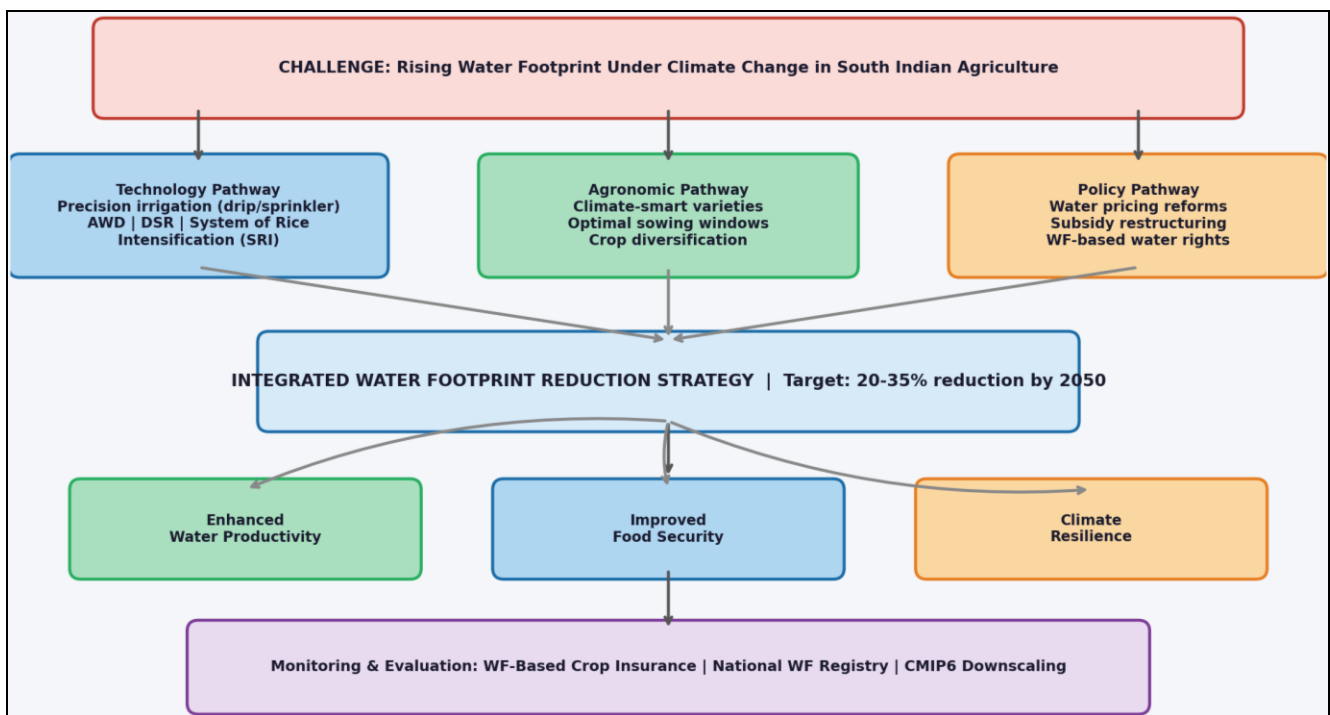 CHALLENGE: Rising Water Footprint Under Climate Change in South Indian Agriculture
Technology Pathway
Precision irrigation (drip/sprinkler)
AWD | DSR | System of Rice
Intensification (SRI)
Agronomic Pathway
Climate-smart varieties
Optimal sowing windows
Crop diversification
Policy Pathway
Water pricing reforms
Subsidy restructuring
WF-based water rights
INTEGRATED WATER FOOTPRINT REDUCTION STRATEGY | Target: 20-35% reduction by 2050
Enhanced
Water Productivity
Improved
Food Security
Climate
Resilience
Monitoring & Evaluation: WF-Based Crop Insurance | National WF Registry | CMIP6 Downscaling